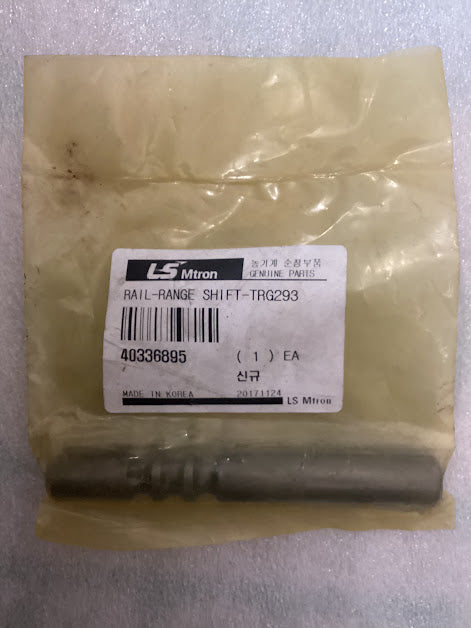 LS Mtron
농기계 순정부품
GENUINE PARTS
RAIL-RANGE SHIFT-TRG293
40336895 ( 1 ) EA
신규
MADE IN KOREA 20171124
LS Mtron